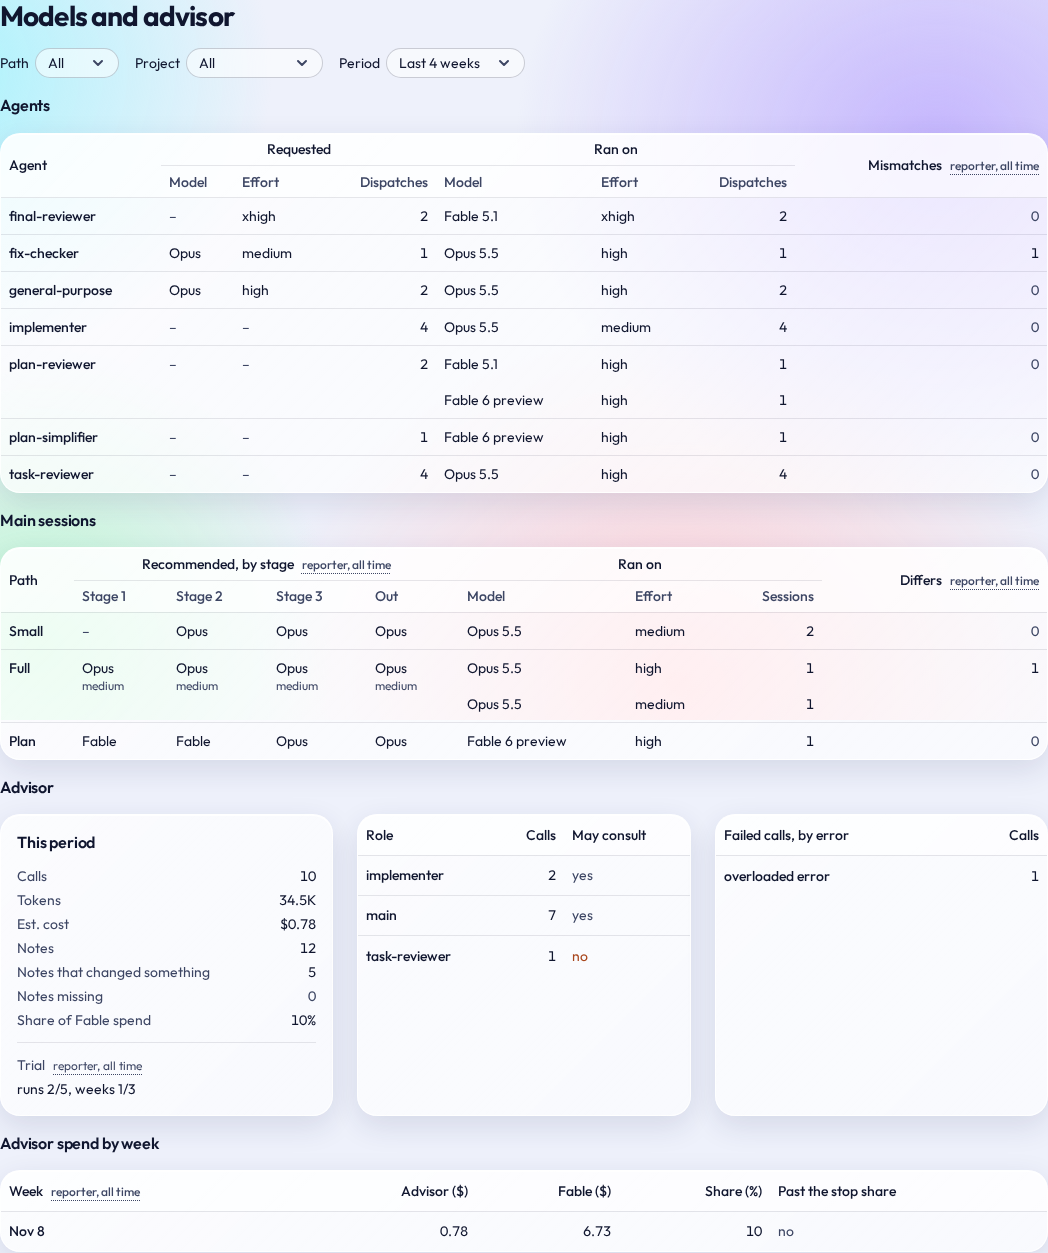 Models and advisor
Path All Project All Period Last 4 weeks
Agents
Agent Requested Ran on Mismatches reporter, all time
Model Effort Dispatches Model Effort Dispatches
final-reviewer – xhigh 2 Fable 5.1 xhigh 2 0
fix-checker Opus medium 1 Opus 5.5 high 1 1
general-purpose Opus high 2 Opus 5.5 high 2 0
implementer – – 4 Opus 5.5 medium 4 0
plan-reviewer – – 2 Fable 5.1 high 1 0
Fable 6 preview high 1
plan-simplifier – – 1 Fable 6 preview high 1 0
task-reviewer – – 4 Opus 5.5 high 4 0
Main sessions
Path Recommended, by stage reporter, all time Ran on Differs reporter, all time
Stage 1 Stage 2 Stage 3 Out Model Effort Sessions
Small – Opus Opus Opus Opus 5.5 medium 2 0
Full Opus Opus Opus Opus Opus 5.5 high 1 1
medium medium medium medium
Opus 5.5 medium 1
Plan Fable Fable Opus Opus Fable 6 preview high 1 0
Advisor
This period
Calls 10
Tokens 34.5K
Est. cost $0.78
Notes 12
Notes that changed something 5
Notes missing 0
Share of Fable spend 10%
Trial reporter, all time
runs 2/5, weeks 1/3
Role Calls May consult
implementer 2 yes
main 7 yes
task-reviewer 1 no
Failed calls, by error Calls
overloaded error 1
Advisor spend by week
Week reporter, all time Advisor ($) Fable ($) Share (%) Past the stop share
Nov 8 0.78 6.73 10 no